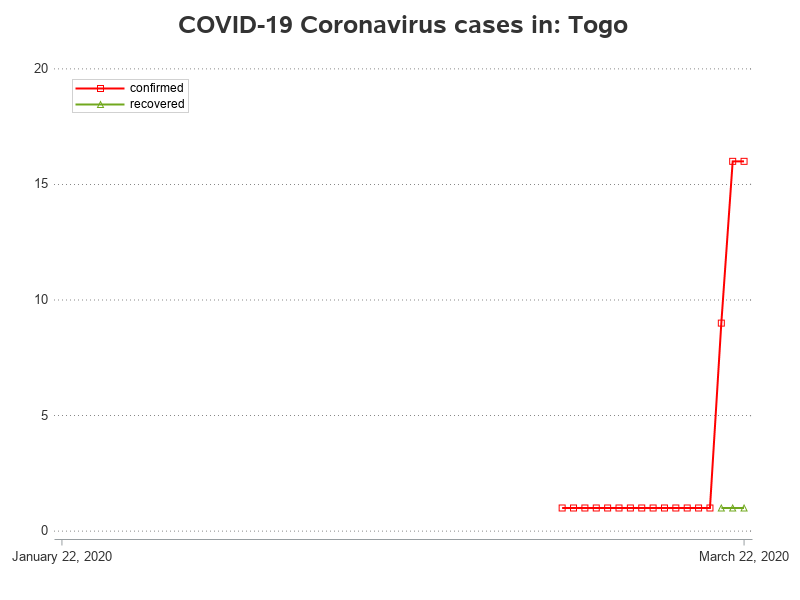 COVID-19 Coronavirus cases in: Togo
20
confirmed
recovered
15
10
5
0
January 22, 2020
March 22, 2020